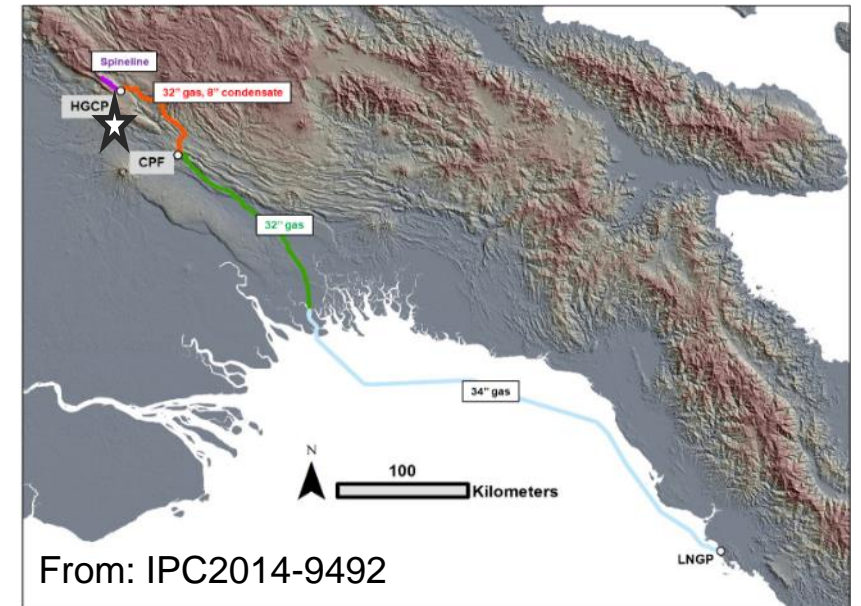 Spineline
32" gas, 8" condensate
HGCP
CPF
32" gas
34" gas
N
100
Kilometers
LNGP
From: IPC2014-9492